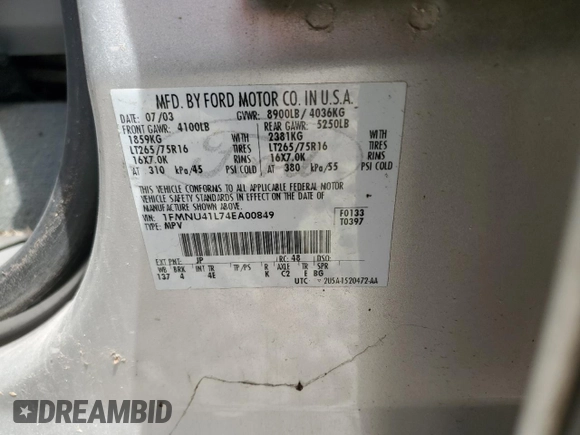 MFD. BY FORD MOTOR CO. IN U.S.A.
DATE: 07/03 GVWR: 8900LB/ 4036KG
FRONT GAWR: 4100LB REAR GAWR: 5250LB
1859KG WITH 2381KG WITH
LT265/75R16 TIRES LT265/75R16 TIRES
16X7.0K RIMS 16X7.0K RIMS
AT 310 kPa/45 PSI COLD AT 380 kPa/55 PSI COLD
THIS VEHICLE CONFORMS TO ALL APPLICABLE FEDERAL MOTOR
VEHICLE SAFETY STANDARDS IN EFFECT ON THE DATE OF
MANUFACTURE SHOWN ABOVE.
VIN: 1FMNU41L74EA00849 F0133
TYPE: MPV T0397
EXT PNT: JP RC: 48 DSO:
WB BRK INT TR TP/PS R AXLE TR SPR
137 4 4E K C2 E BG
UTC 2U5A-1520472-AA
Ford
DREAMBID